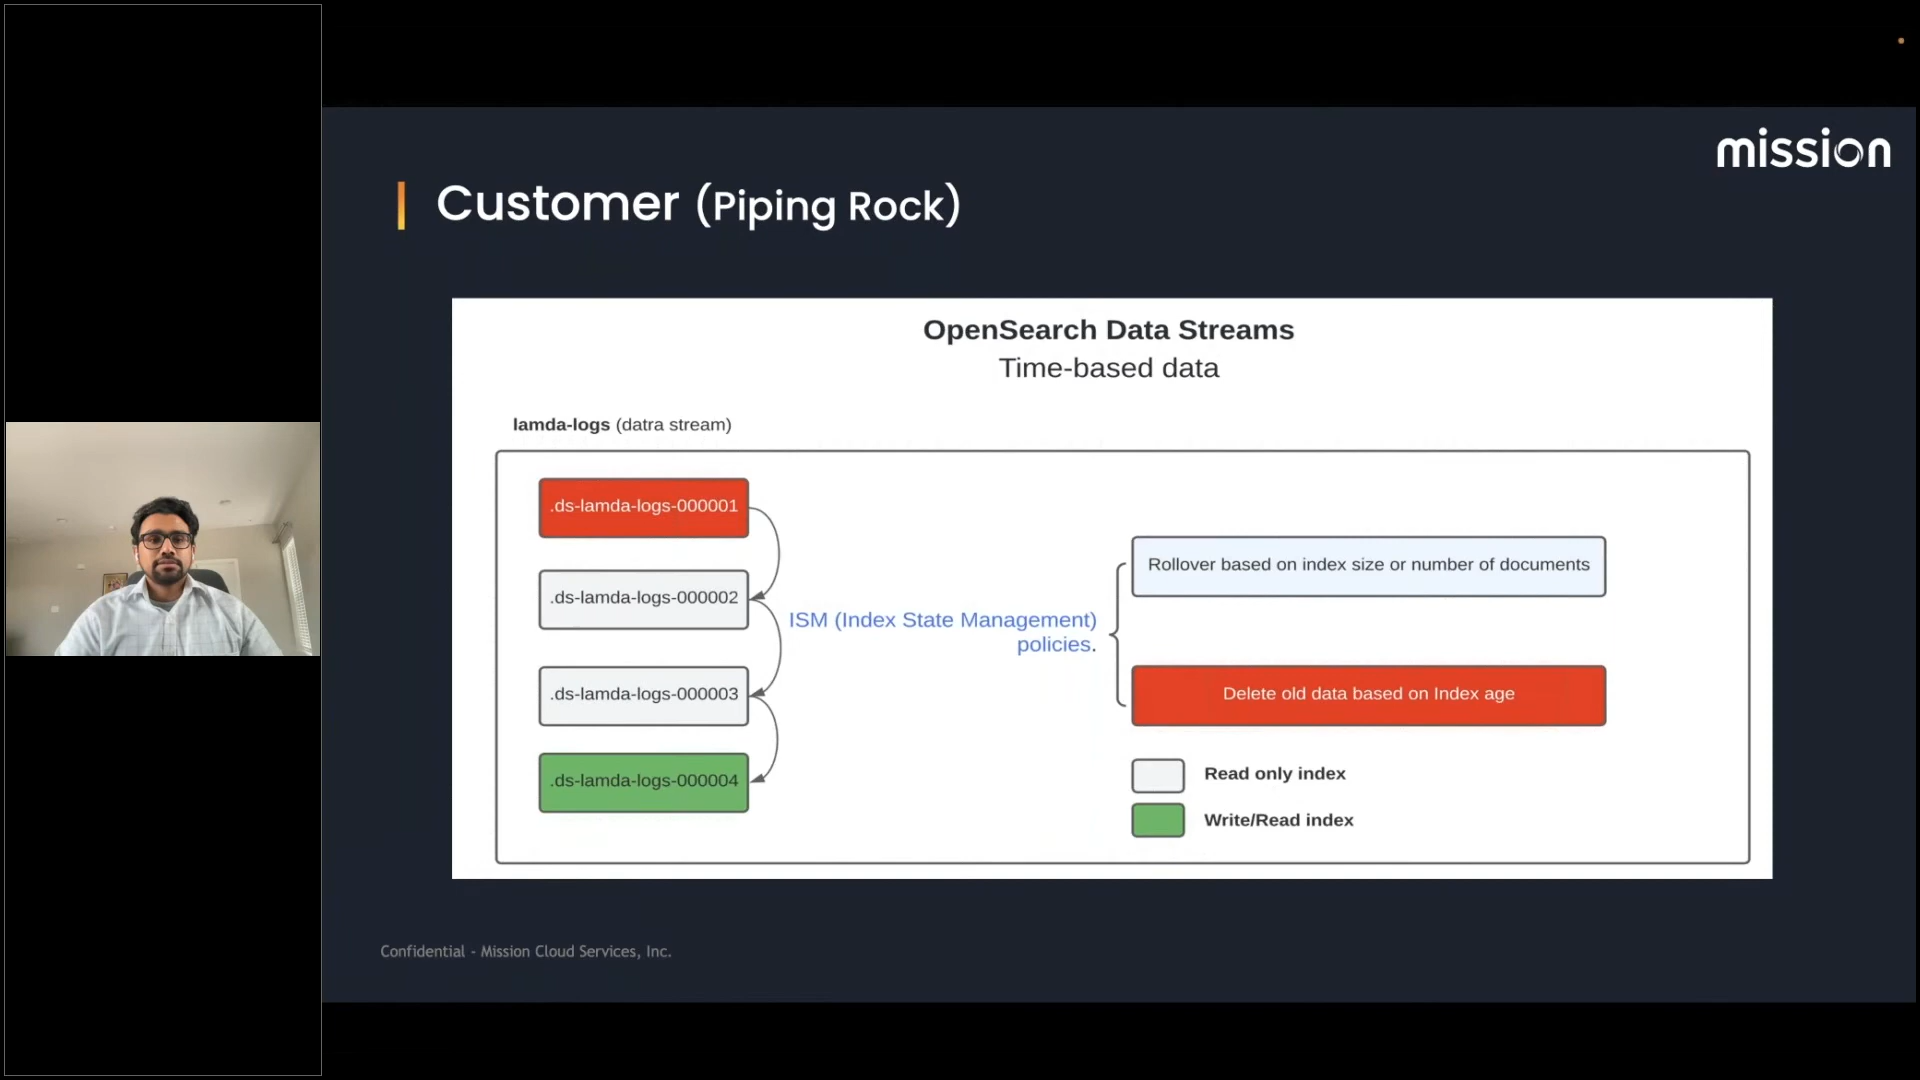 mission
Customer (Piping Rock)
OpenSearch Data Streams
Time-based data
lamda-logs (datra stream)
.ds-lamda-logs-000001
.ds-lamda-logs-000002
.ds-lamda-logs-000003
.ds-lamda-logs-000004
ISM (Index State Management)
policies.
Rollover based on index size or number of documents
Delete old data based on Index age
Read only index
Write/Read index
Confidential - Mission Cloud Services, Inc.